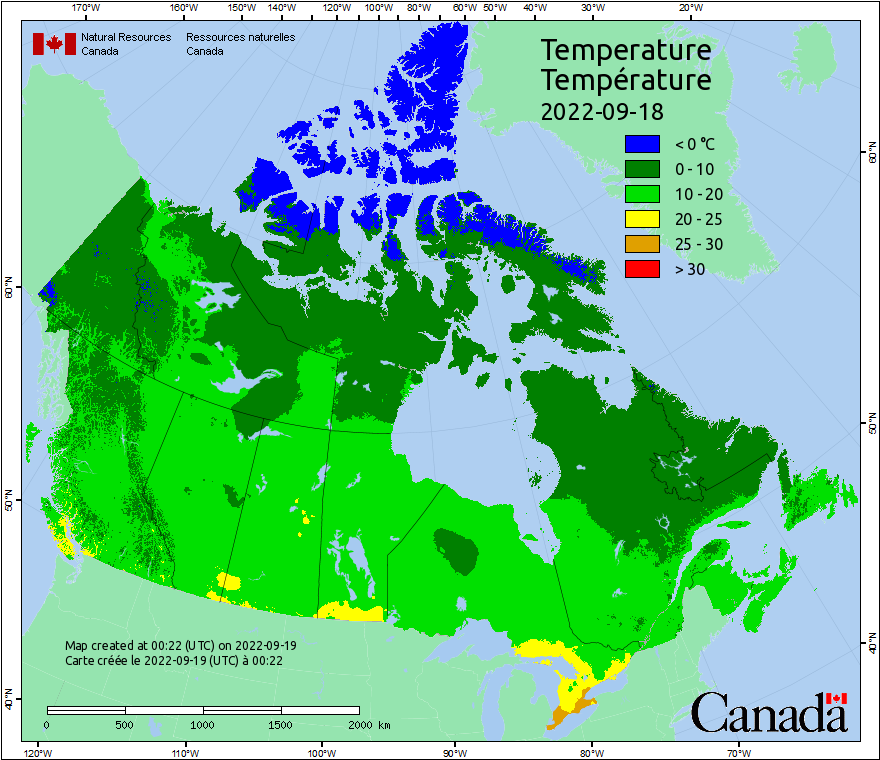 170°W 160°W 150°W 140°W 120°W 110°W 100°W 90°W 80°W 60°W 50°W 40°W 30°W 20°W
Natural Resources Ressources naturelles
Canada Canada
Temperature
Température
2022-09-18
< 0 °C
0 - 10
10 - 20
20 - 25
25 - 30
> 30
60°N
60°N
50°N
50°N
40°N
40°N
Map created at 00:22 (UTC) on 2022-09-19
Carte créée le 2022-09-19 (UTC) à 00:22
0 500 1000 1500 2000 km
Canada
120°W 110°W 100°W 90°W 80°W 70°W